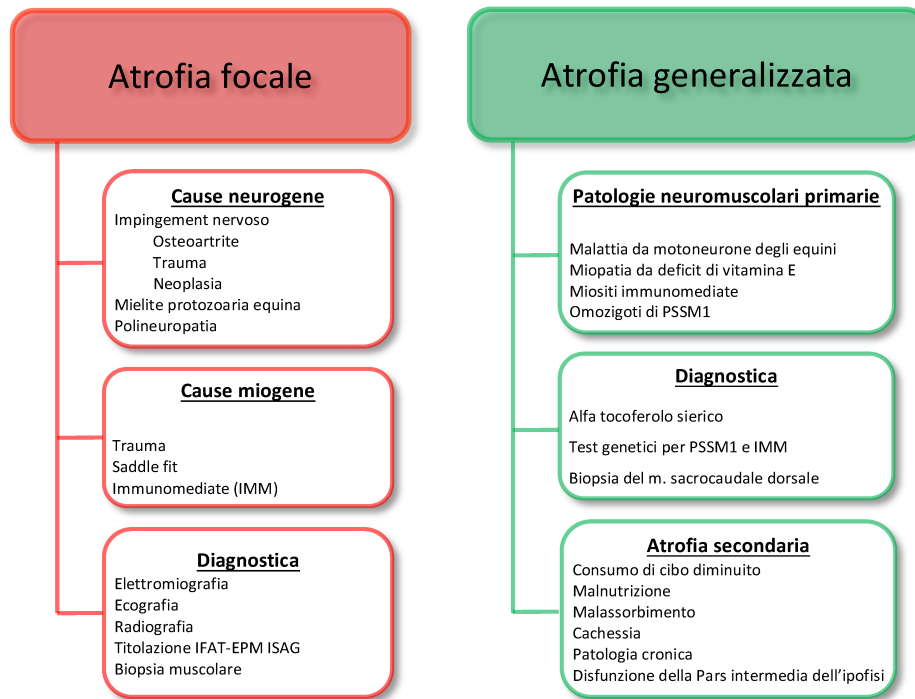 Atrofia focale
Cause neurogene
Impingement nervoso
Osteoartrite
Trauma
Neoplasia
Mielite protozoaria equina
Polineuropatia
Cause miogene
Trauma
Saddle fit
Immunomediate (IMM)
Diagnostica
Elettromiografia
Ecografia
Radiografia
Titolazione IFAT-EPM ISAG
Biopsia muscolare
Atrofia generalizzata
Patologie neuromuscolari primarie
Malattia da motoneurone degli equini
Miopatia da deficit di vitamina E
Miositi immunomediate
Omozigoti di PSSM1
Diagnostica
Alfa tocoferolo sierico
Test genetici per PSSM1 e IMM
Biopsia del m. sacrocaudale dorsale
Atrofia secondaria
Consumo di cibo diminuito
Malnutrizione
Malassorbimento
Cachessia
Patologia cronica
Disfunzione della Pars intermedia dell'ipofisi